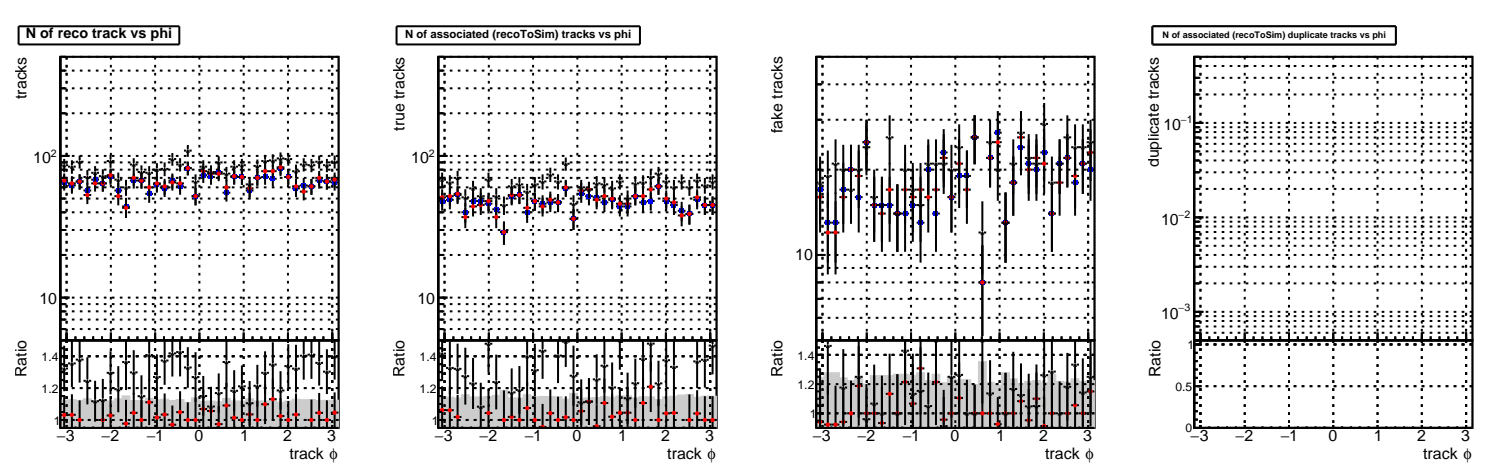 N of reco track vs phi
tracks
10²
10
Ratio
1.4
1.2
1
−3 −2 −1 0 1 2 3
track ϕ
N of associated (recoToSim) tracks vs phi
true tracks
10²
10
Ratio
1.4
1.2
1
−3 −2 −1 0 1 2 3
track ϕ
fake tracks
10
Ratio
1.4
1.2
1
−3 −2 −1 0 1 2 3
track ϕ
N of associated (recoToSim) duplicate tracks vs phi
duplicate tracks
10⁻¹
10⁻²
10⁻³
Ratio
1
0.5
0
−3 −2 −1 0 1 2 3
track ϕ